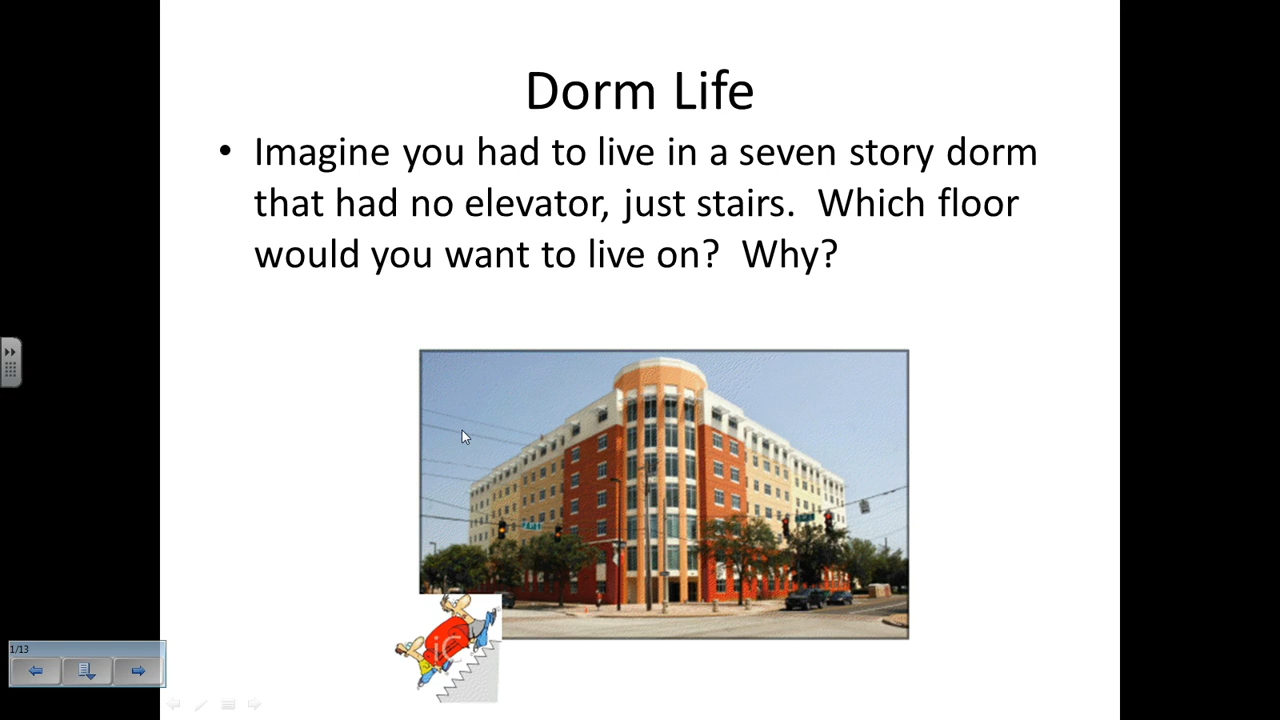 Dorm Life
• Imagine you had to live in a seven story dorm
that had no elevator, just stairs.  Which floor
would you want to live on?  Why?
iC
1/13